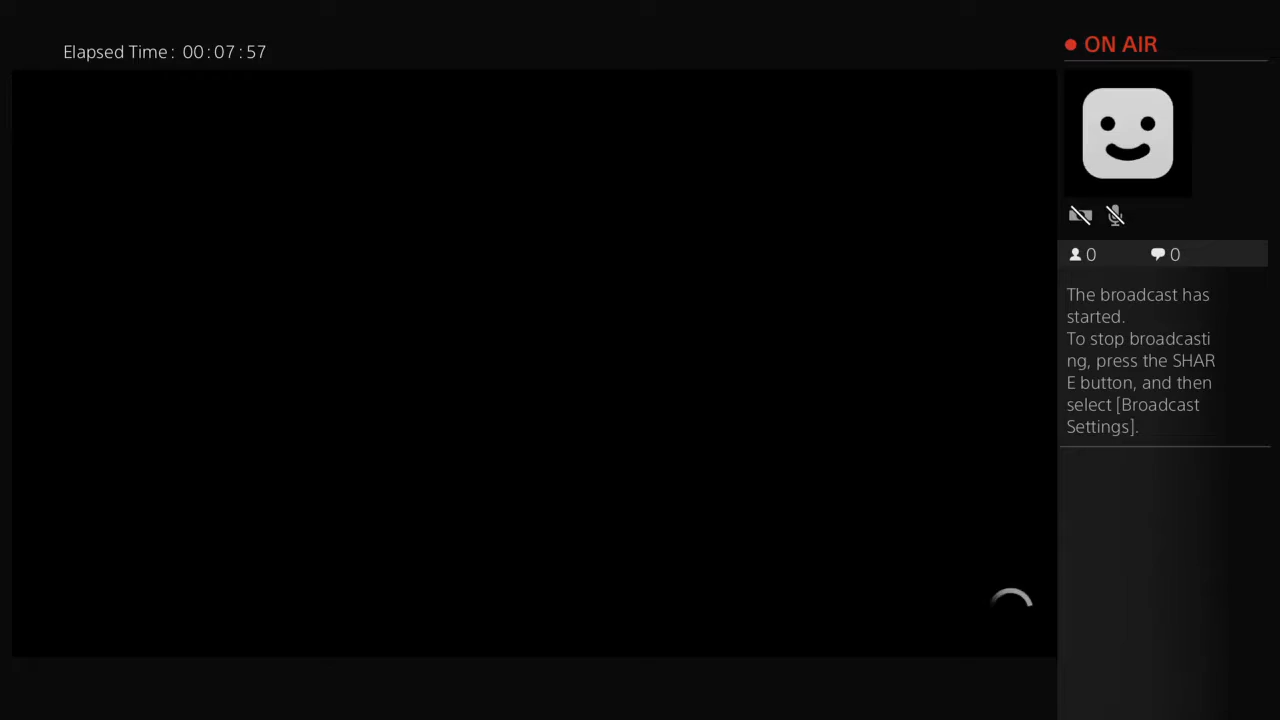 Elapsed Time: 00:07:57
ON AIR
0 0
The broadcast has
started.
To stop broadcasti
ng, press the SHAR
E button, and then
select [Broadcast
Settings].